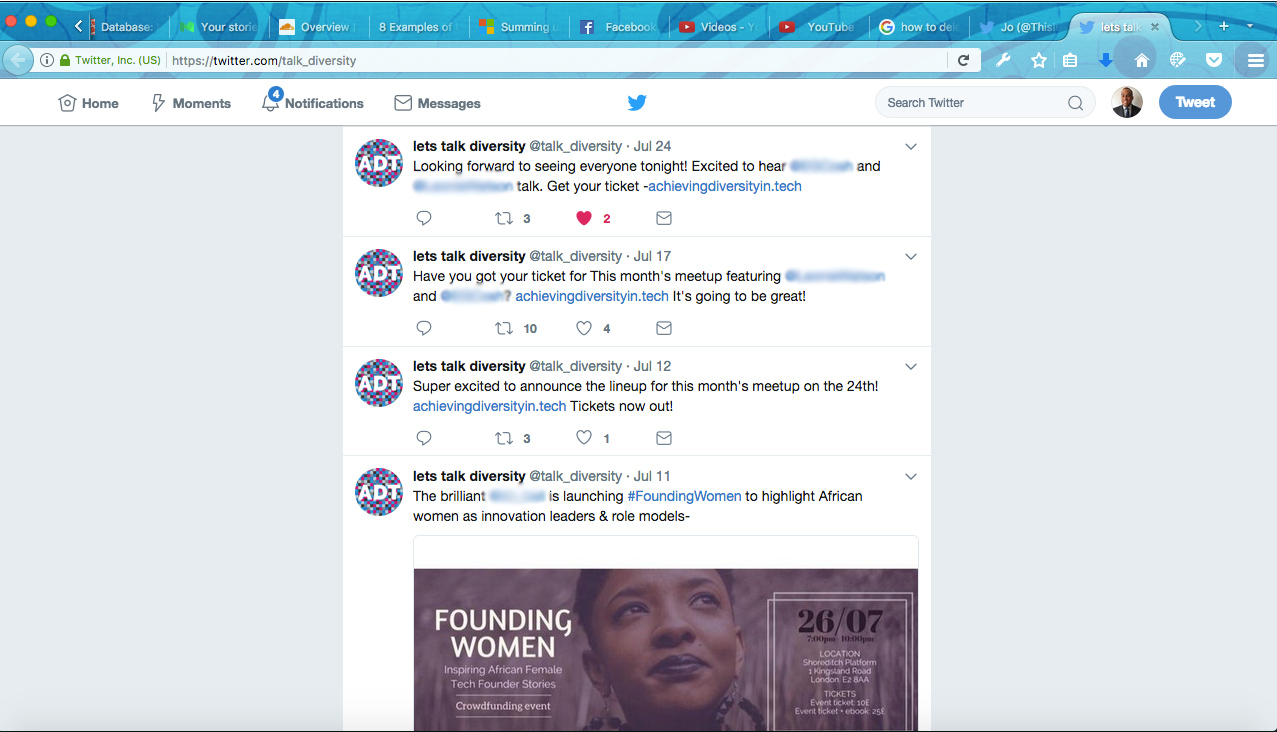 Database:
Your storie
Overview
8 Examples of
Summing u
Facebook
Videos - Yo
YouTube
how to dele
Jo (@This
lets talk
Twitter, Inc. (US)
https://twitter.com/talk_diversity
Home
Moments
4
Notifications
Messages
Search Twitter
Tweet
ADT
lets talk diversity @talk_diversity · Jul 24
Looking forward to seeing everyone tonight! Excited to hear and
talk. Get your ticket -achievingdiversityin.tech
3
2
ADT
lets talk diversity @talk_diversity · Jul 17
Have you got your ticket for This month's meetup featuring
and ? achievingdiversityin.tech It's going to be great!
10
4
ADT
lets talk diversity @talk_diversity · Jul 12
Super excited to announce the lineup for this month's meetup on the 24th!
achievingdiversityin.tech Tickets now out!
3
1
ADT
lets talk diversity @talk_diversity · Jul 11
The brilliant is launching #FoundingWomen to highlight African
women as innovation leaders & role models-
FOUNDING
WOMEN
Inspiring African Female
Tech Founder Stories
Crowdfunding event
26/07
7:00pm - 10:00pm
LOCATION
Shoreditch Platform
1 Kingsland Road
London, E2 8AA
TICKETS
Event ticket: 10£
Event ticket + ebook: 25£